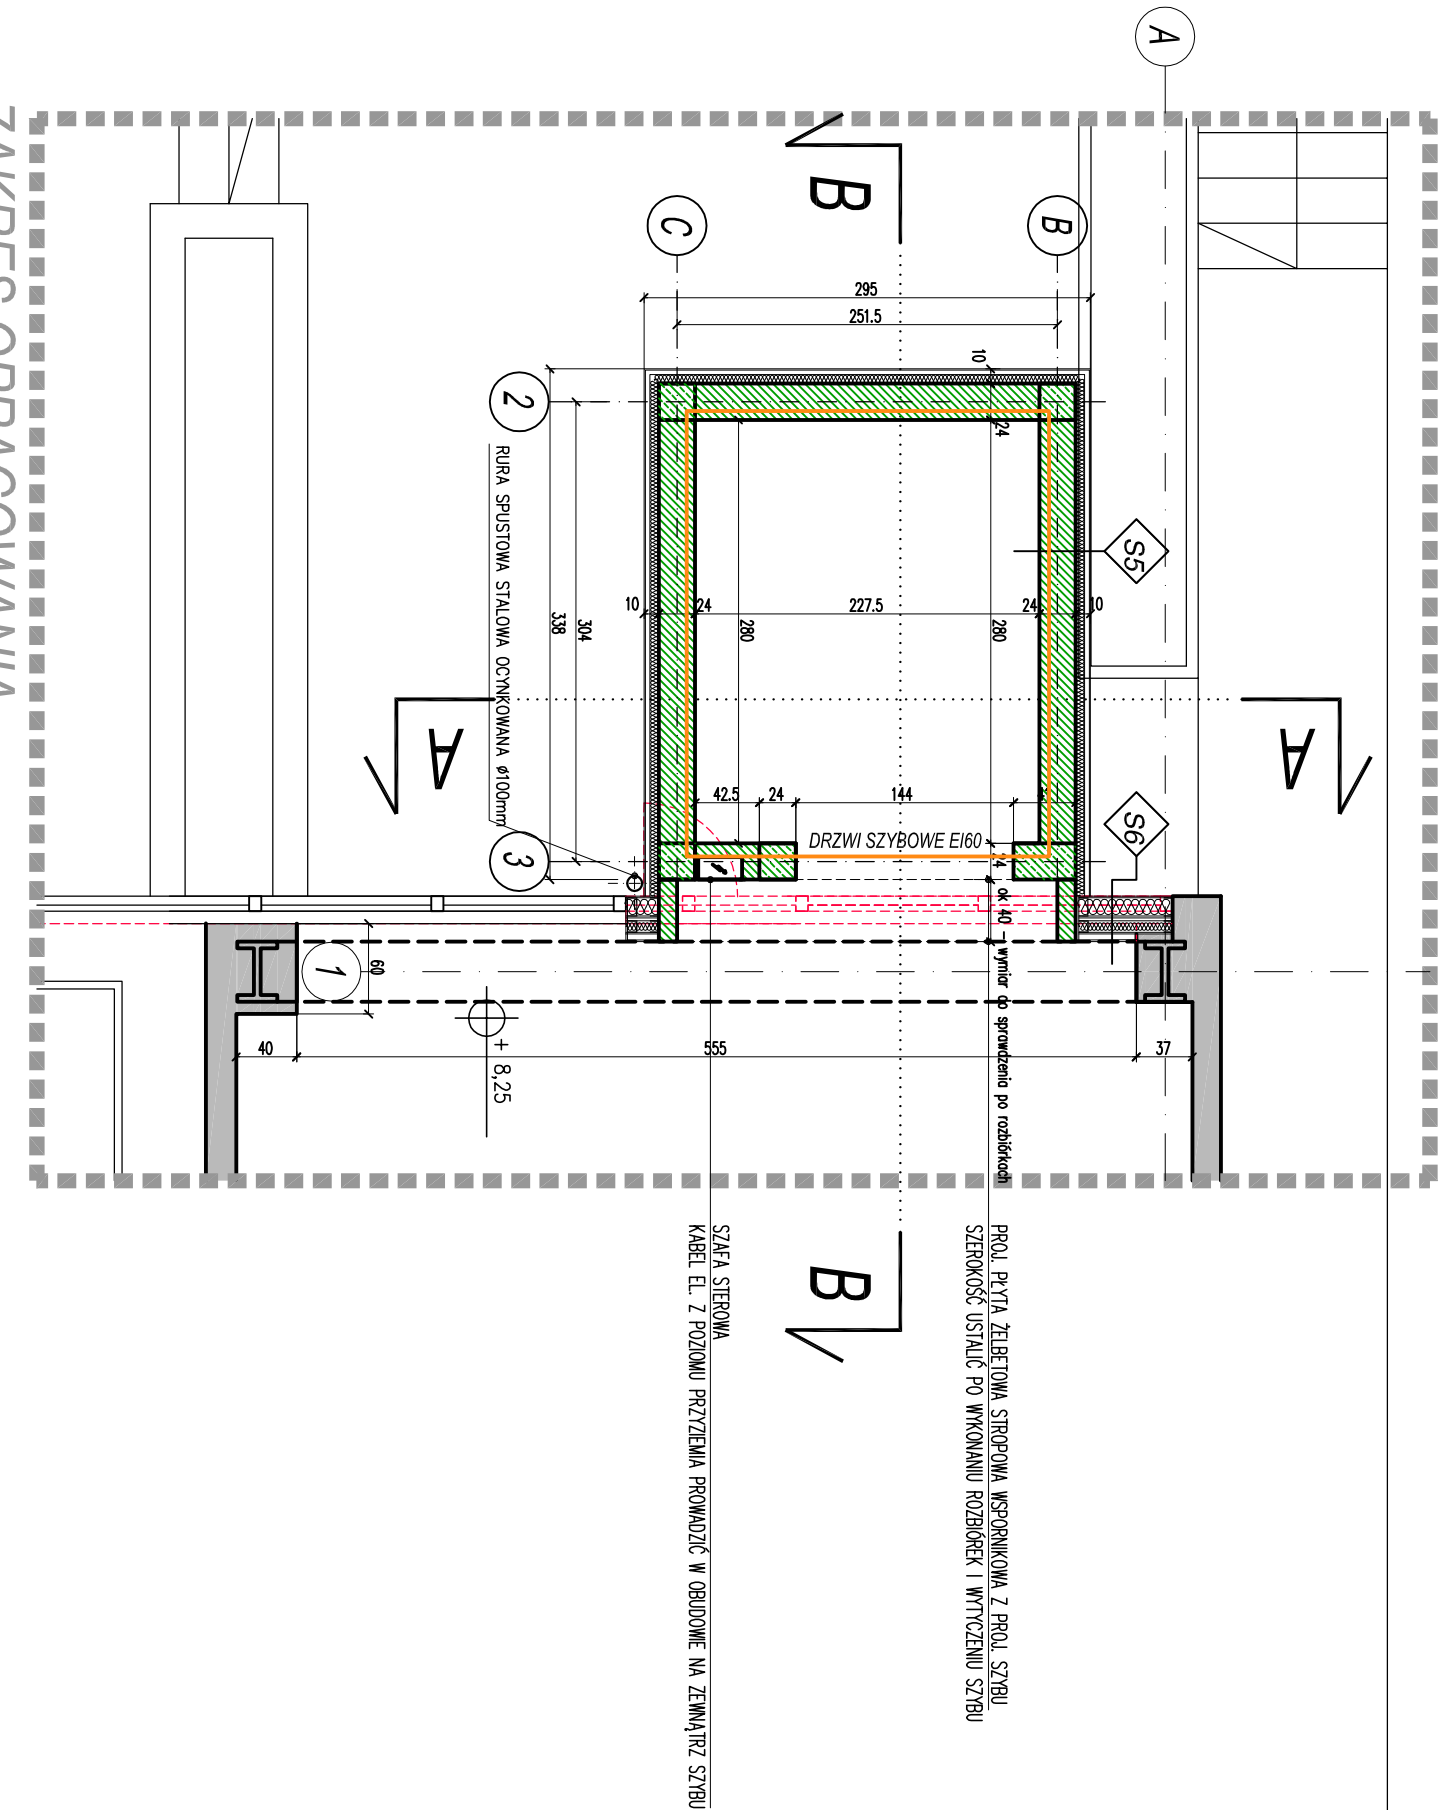 A
ZAKRES OPRACOWANIA
B
C
B
295
251.5
10
24
2
RURA SPUSTOWA STALOWA OCYNKOWANA ø100mm
338
304
S5
10
24
227.5
24
10
280
280
A
A
S6
42.5
24
144
DRZWI SZYBOWE EI60
24
3
ok 40 - wymiar do sprawdzenia po rozbiórkach
1
60
+ 8,25
40
555
37
B
PROJ. PŁYTA ŻELBETOWA STROPOWA WSPORNIKOWA Z PROJ. SZYBU
SZEROKOŚĆ USTALIĆ PO WYKONANIU ROZBIÓREK I WYTYCZENIU SZYBU
SZAFA STEROWA
KABEL EL. Z POZIOMU PRZYZIEMIA PROWADZIĆ W OBUDOWIE NA ZEWNĄTRZ SZYBU